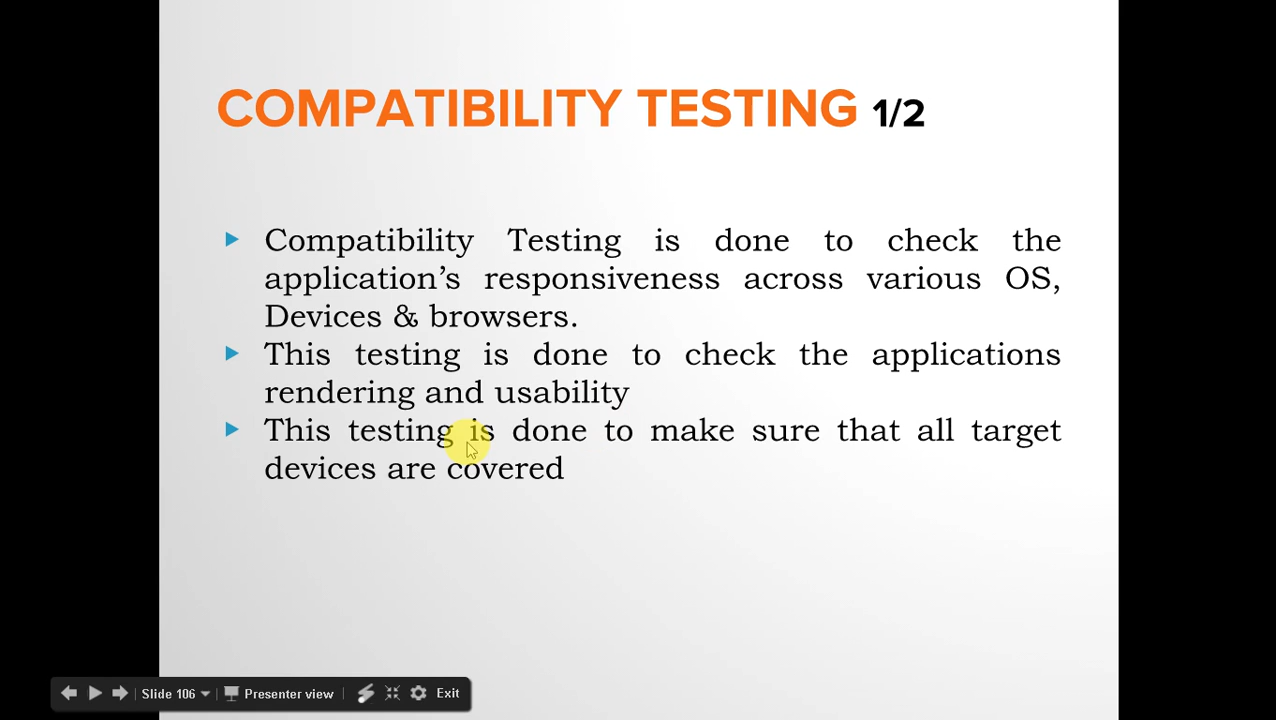 COMPATIBILITY TESTING 1/2
Compatibility Testing is done to check the
application’s responsiveness across various OS,
Devices & browsers.
This testing is done to check the applications
rendering and usability
This testing is done to make sure that all target
devices are covered
Slide 106 Presenter view Exit